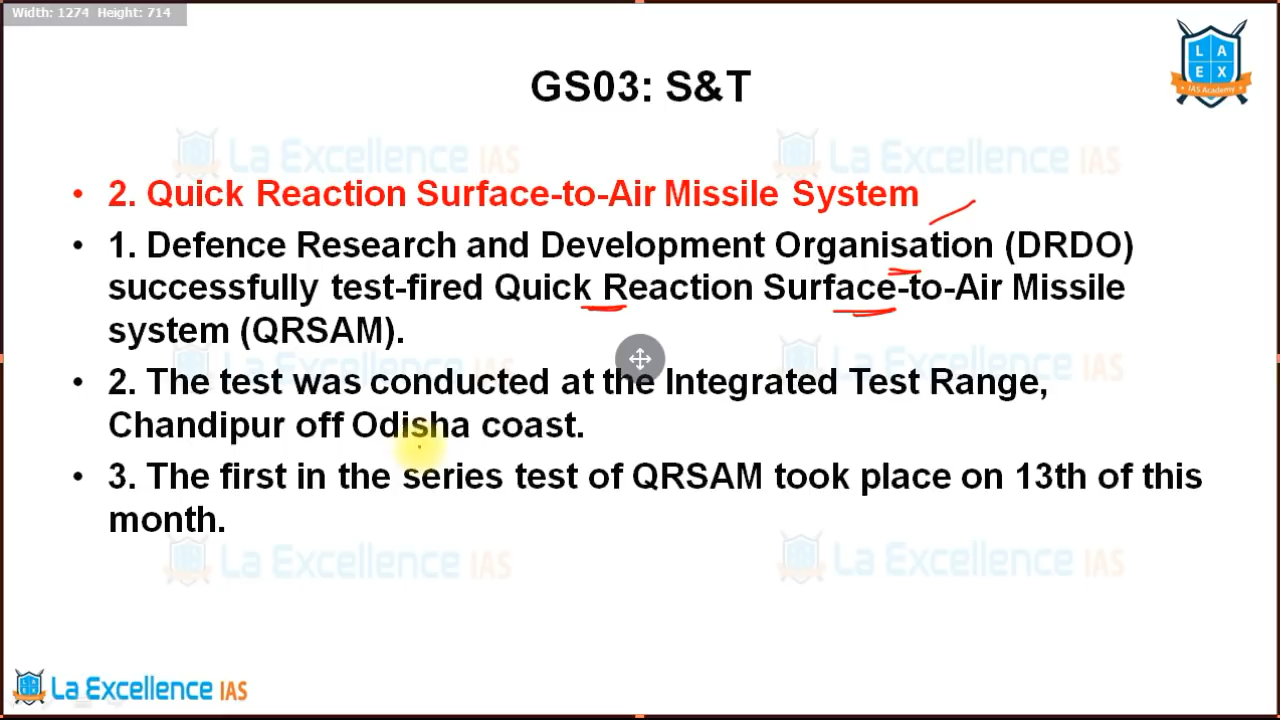 Width: 1274 Height: 714
L A
E X
IAS Academy
GS03: S&T
La Excellence IAS
La Excellence IAS
• 2. Quick Reaction Surface-to-Air Missile System
• 1. Defence Research and Development Organisation (DRDO)
successfully test-fired Quick Reaction Surface-to-Air Missile
system (QRSAM).
La Excellence IAS
La Excellence IAS
• 2. The test was conducted at the Integrated Test Range,
Chandipur off Odisha coast.
• 3. The first in the series test of QRSAM took place on 13th of this
month.
La Excellence IAS
La Excellence IAS
La Excellence IAS